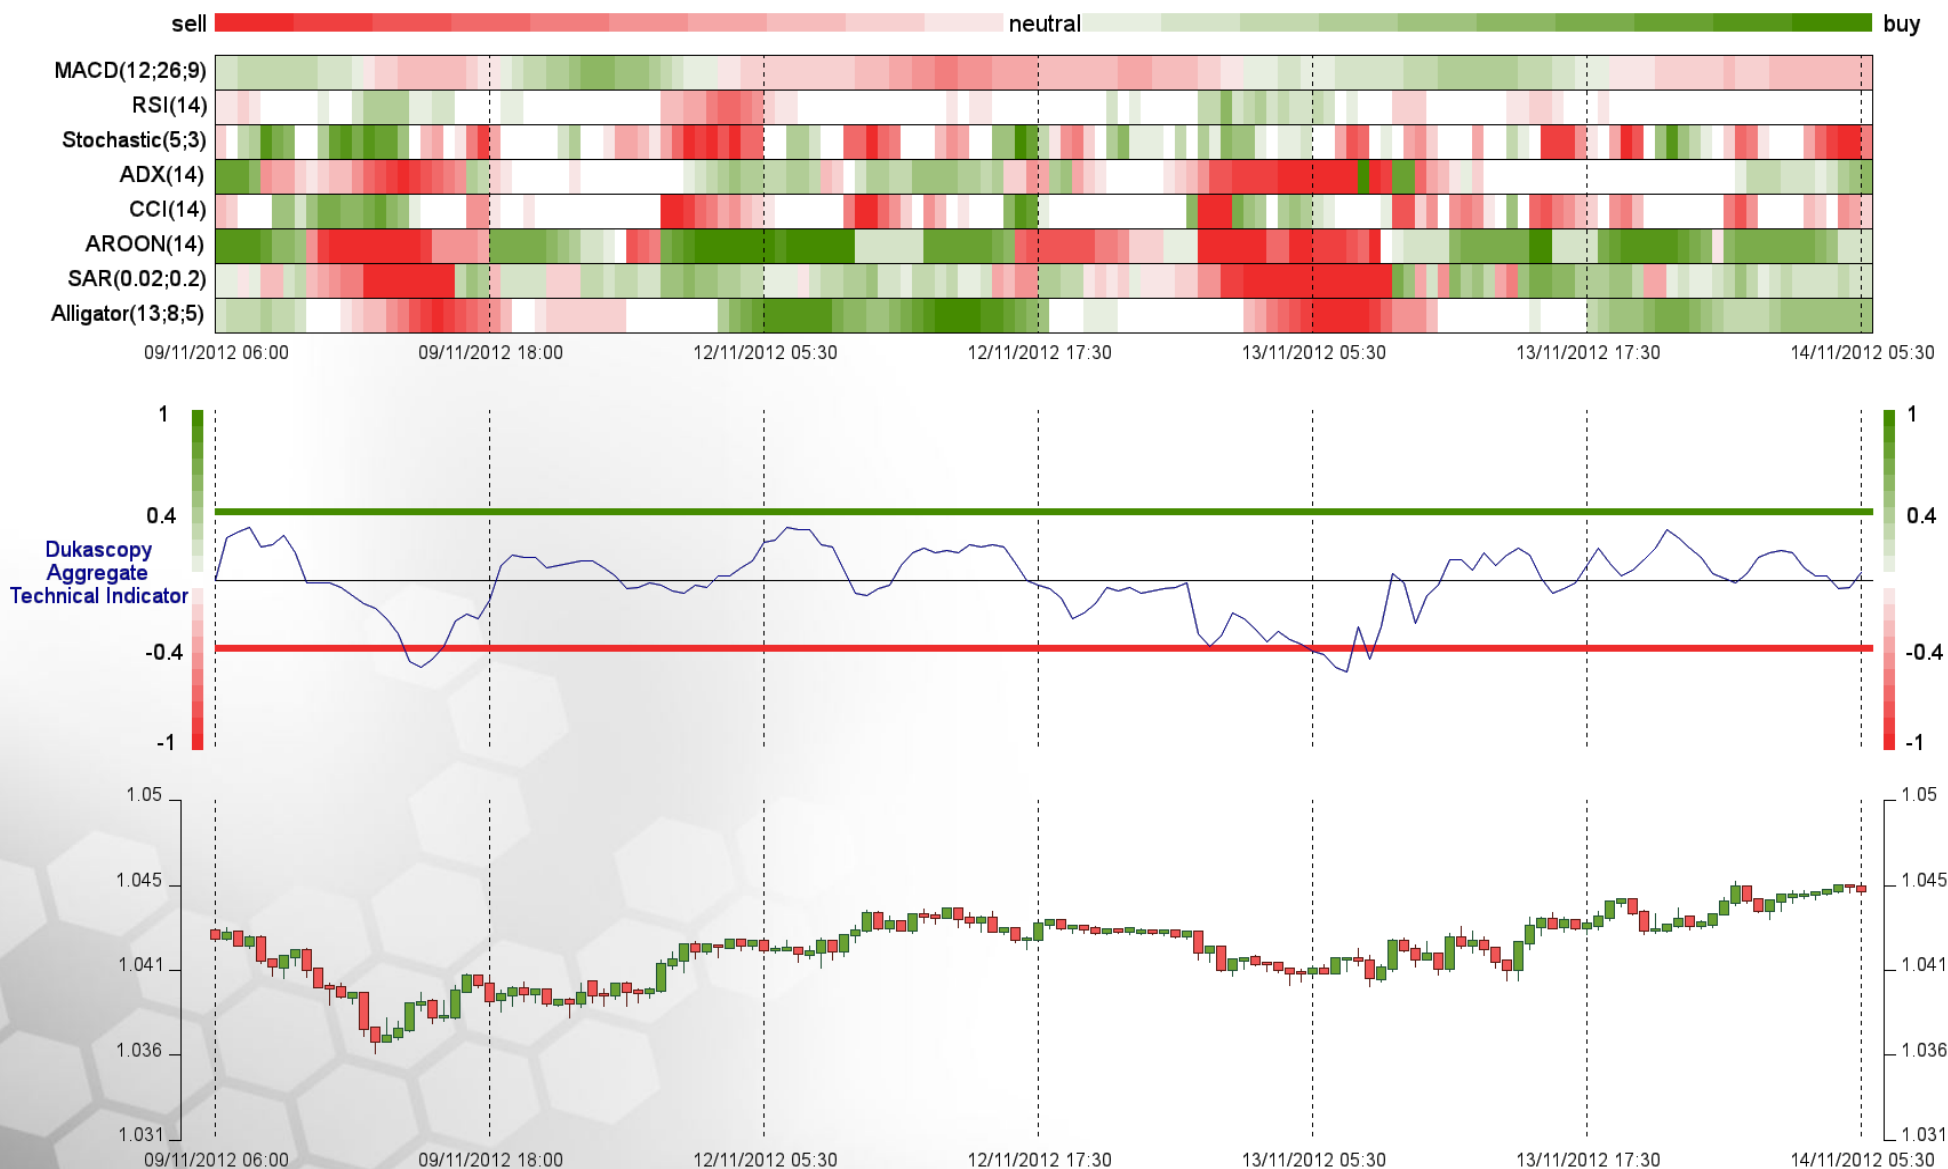 sell neutral buy
MACD(12;26;9)
RSI(14)
Stochastic(5;3)
ADX(14)
CCI(14)
AROON(14)
SAR(0.02;0.2)
Alligator(13;8;5)
09/11/2012 06:00 09/11/2012 18:00 12/11/2012 05:30 12/11/2012 17:30 13/11/2012 05:30 13/11/2012 17:30 14/11/2012 05:30
1 1
0.4 0.4
Dukascopy
Aggregate
Technical Indicator
-0.4 -0.4
-1 -1
1.05 1.05
1.045 1.045
1.041 1.041
1.036 1.036
1.031 1.031
09/11/2012 06:00 09/11/2012 18:00 12/11/2012 05:30 12/11/2012 17:30 13/11/2012 05:30 13/11/2012 17:30 14/11/2012 05:30